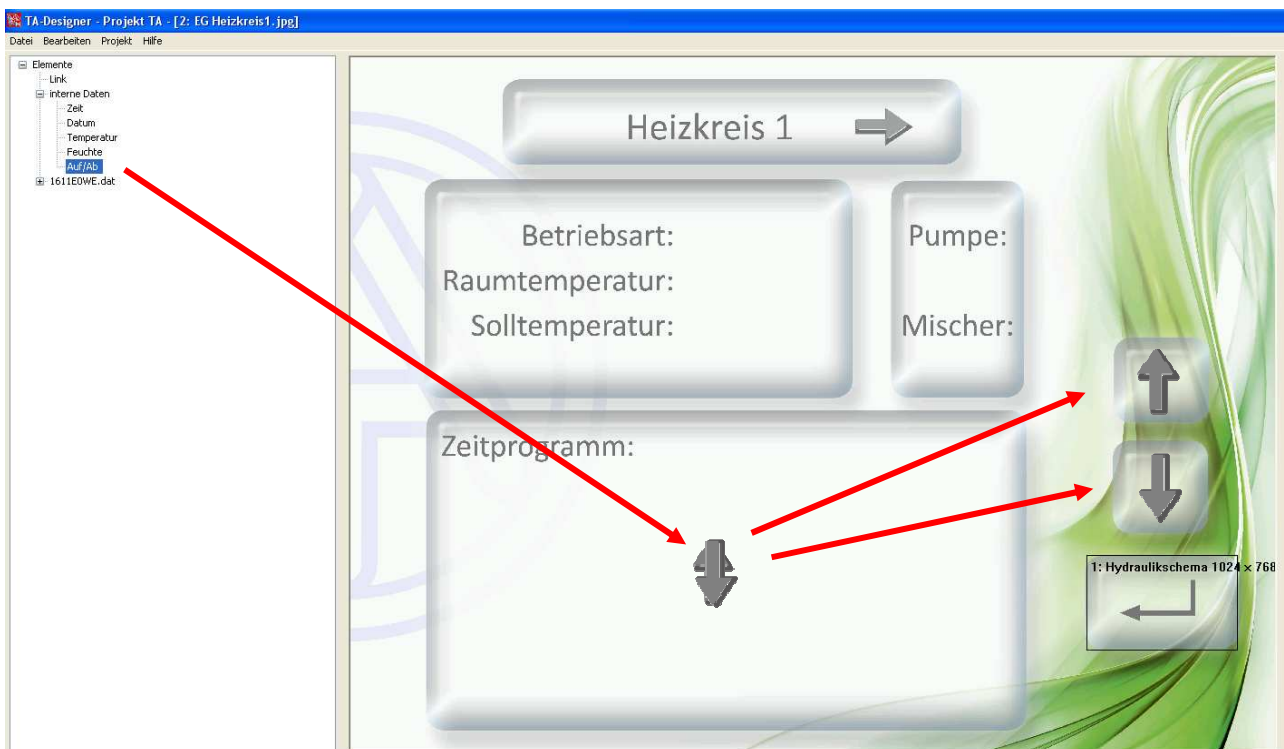 TA-Designer - Projekt TA - [2: EG Heizkreis1.jpg]
Datei Bearbeiten Projekt Hilfe
Elemente
Link
interne Daten
Zeit
Datum
Temperatur
Feuchte
Auf/Ab
1611E0WE.dat
Heizkreis 1
Betriebsart:
Raumtemperatur:
Solltemperatur:
Pumpe:
Mischer:
Zeitprogramm:
1: Hydraulikschema 1024 x 768